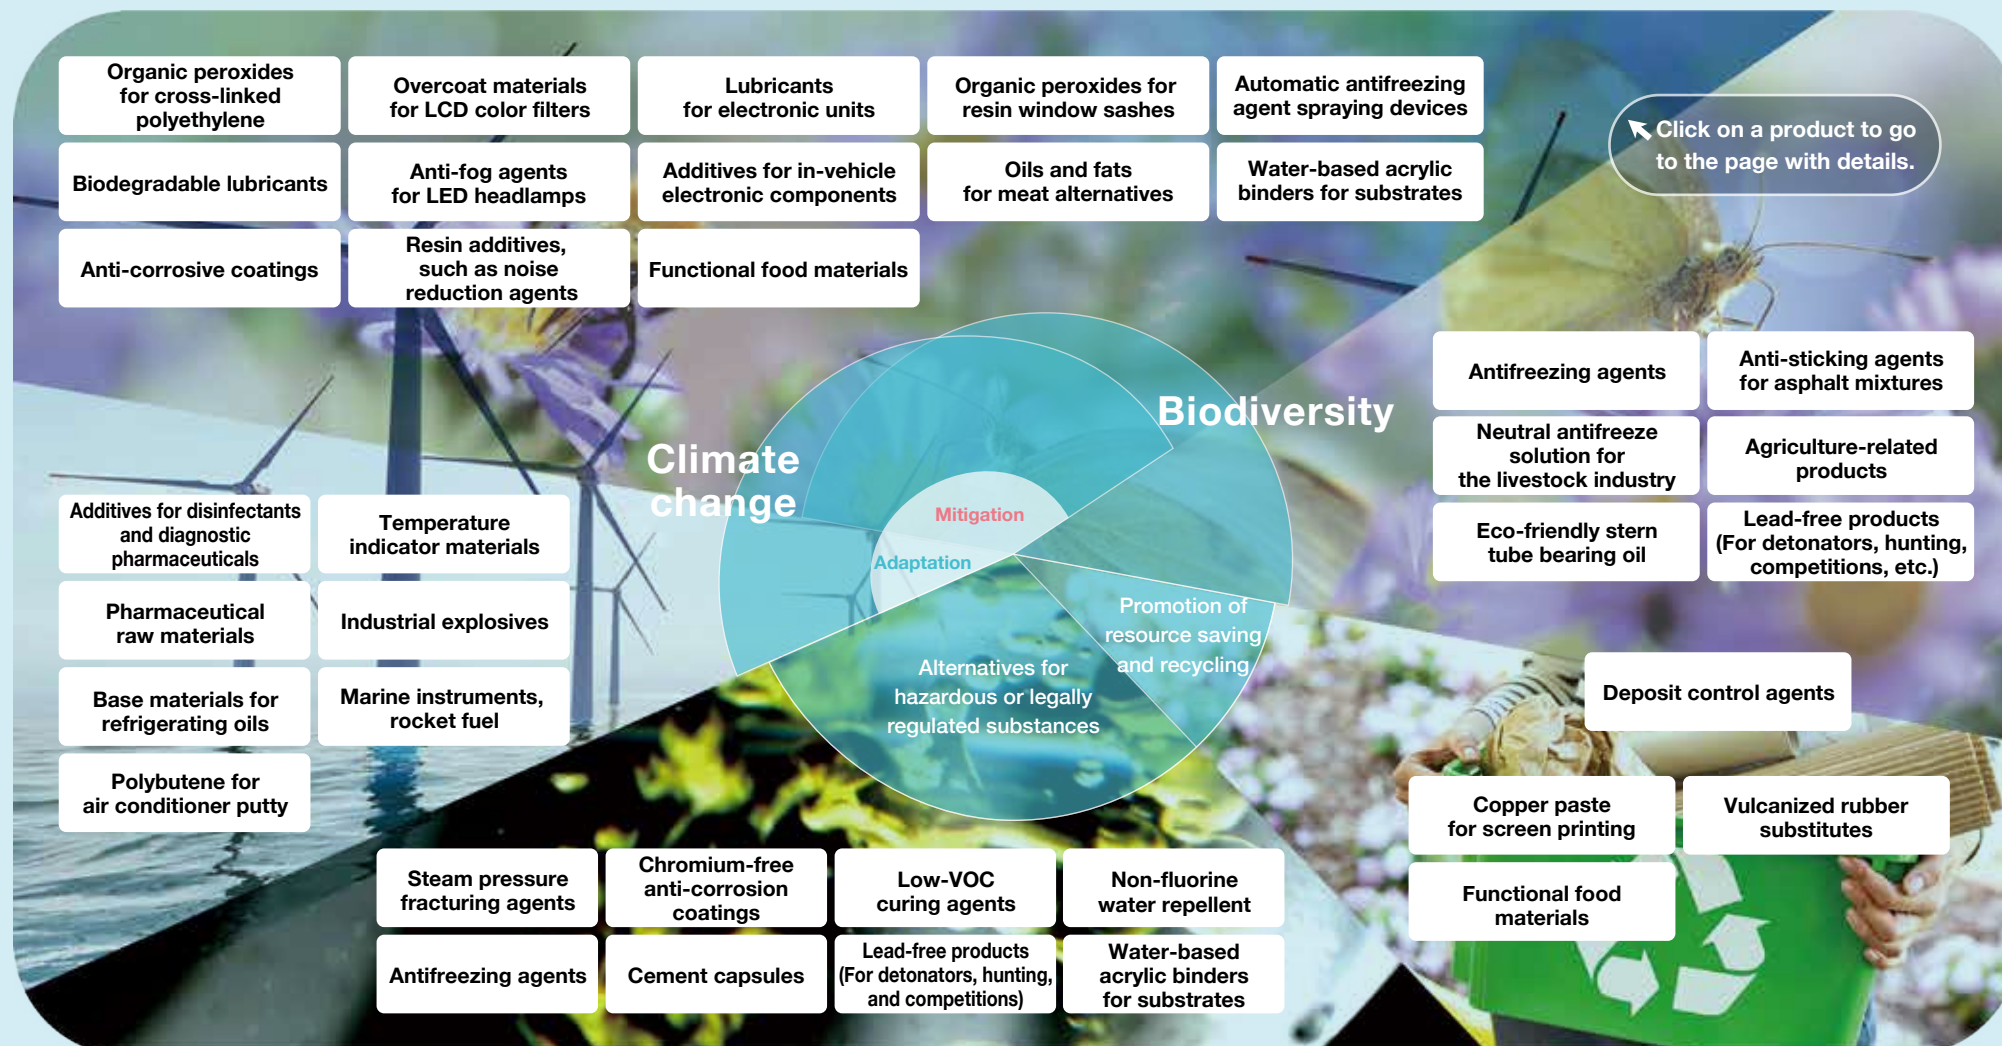 Organic peroxides
for cross-linked
polyethylene
Overcoat materials
for LCD color filters
Lubricants
for electronic units
Organic peroxides for
resin window sashes
Automatic antifreezing
agent spraying devices
Biodegradable lubricants
Anti-fog agents
for LED headlamps
Additives for in-vehicle
electronic components
Oils and fats
for meat alternatives
Water-based acrylic
binders for substrates
Anti-corrosive coatings
Resin additives,
such as noise
reduction agents
Functional food materials
Click on a product to go
to the page with details.
Climate
change
Biodiversity
Mitigation
Adaptation
Promotion of
resource saving
and recycling
Alternatives for
hazardous or legally
regulated substances
Antifreezing agents
Anti-sticking agents
for asphalt mixtures
Neutral antifreeze
solution for
the livestock industry
Agriculture-related
products
Eco-friendly stern
tube bearing oil
Lead-free products
(For detonators, hunting,
competitions, etc.)
Additives for disinfectants
and diagnostic
pharmaceuticals
Temperature
indicator materials
Pharmaceutical
raw materials
Industrial explosives
Base materials for
refrigerating oils
Marine instruments,
rocket fuel
Polybutene for
air conditioner putty
Deposit control agents
Copper paste
for screen printing
Vulcanized rubber
substitutes
Functional food
materials
Steam pressure
fracturing agents
Chromium-free
anti-corrosion
coatings
Low-VOC
curing agents
Non-fluorine
water repellent
Antifreezing agents
Cement capsules
Lead-free products
(For detonators, hunting,
and competitions)
Water-based
acrylic binders
for substrates